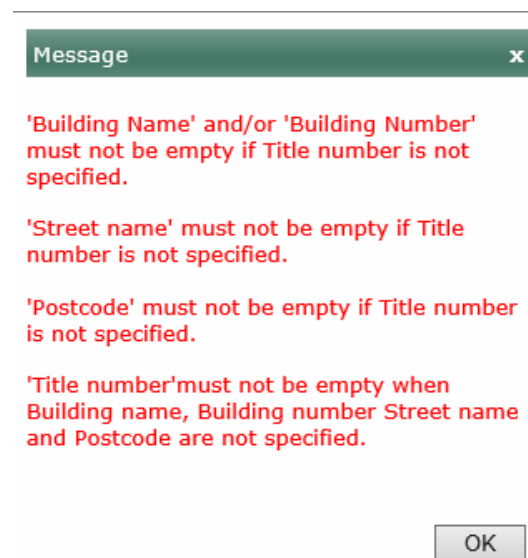 Message x
'Building Name' and/or 'Building Number'
must not be empty if Title number is not
specified.
'Street name' must not be empty if Title
number is not specified.
'Postcode' must not be empty if Title number
is not specified.
'Title number'must not be empty when
Building name, Building number Street name
and Postcode are not specified.
OK